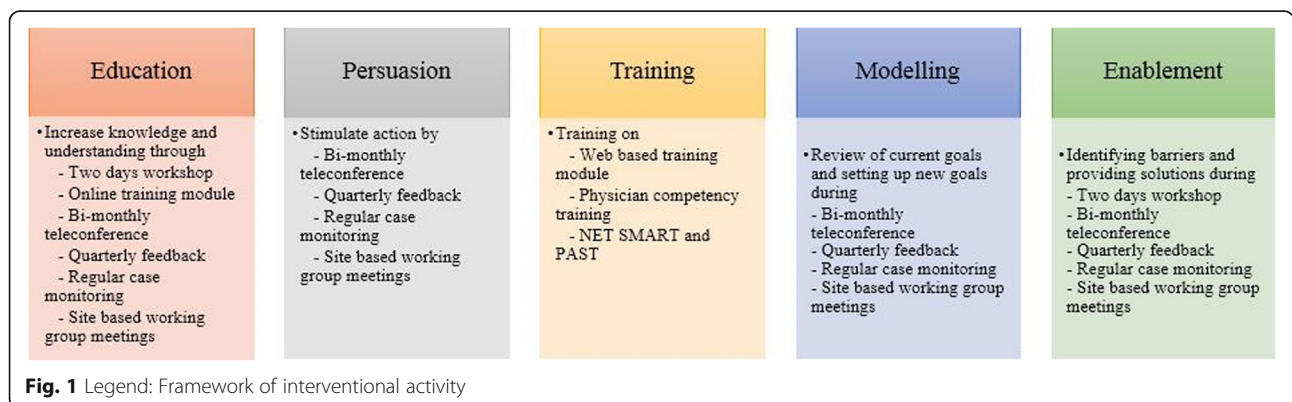 Education
•Increase knowledge and
understanding through
- Two days workshop
- Online training module
- Bi-monthly
teleconference
- Quarterly feedback
- Regular case
monitoring
- Site based working
group meetings
Persuasion
•Stimulate action by
- Bi-monthly
teleconference
- Quarterly feedback
- Regular case
monitoring
- Site based working
group meetings
Training
•Training on
- Web based training
module
- Physician competency
training
- NET SMART and
PAST
Modelling
•Review of current goals
and setting up new goals
during
- Bi-monthly
teleconference
- Quarterly feedback
- Regular case monitoring
- Site based working group
meetings
Enablement
•Identifying barriers and
providing solutions during
- Two days workshop
- Bi-monthly
teleconference
- Quarterly feedback
- Regular case monitoring
- Site based working group
meetings
Fig. 1 Legend: Framework of interventional activity